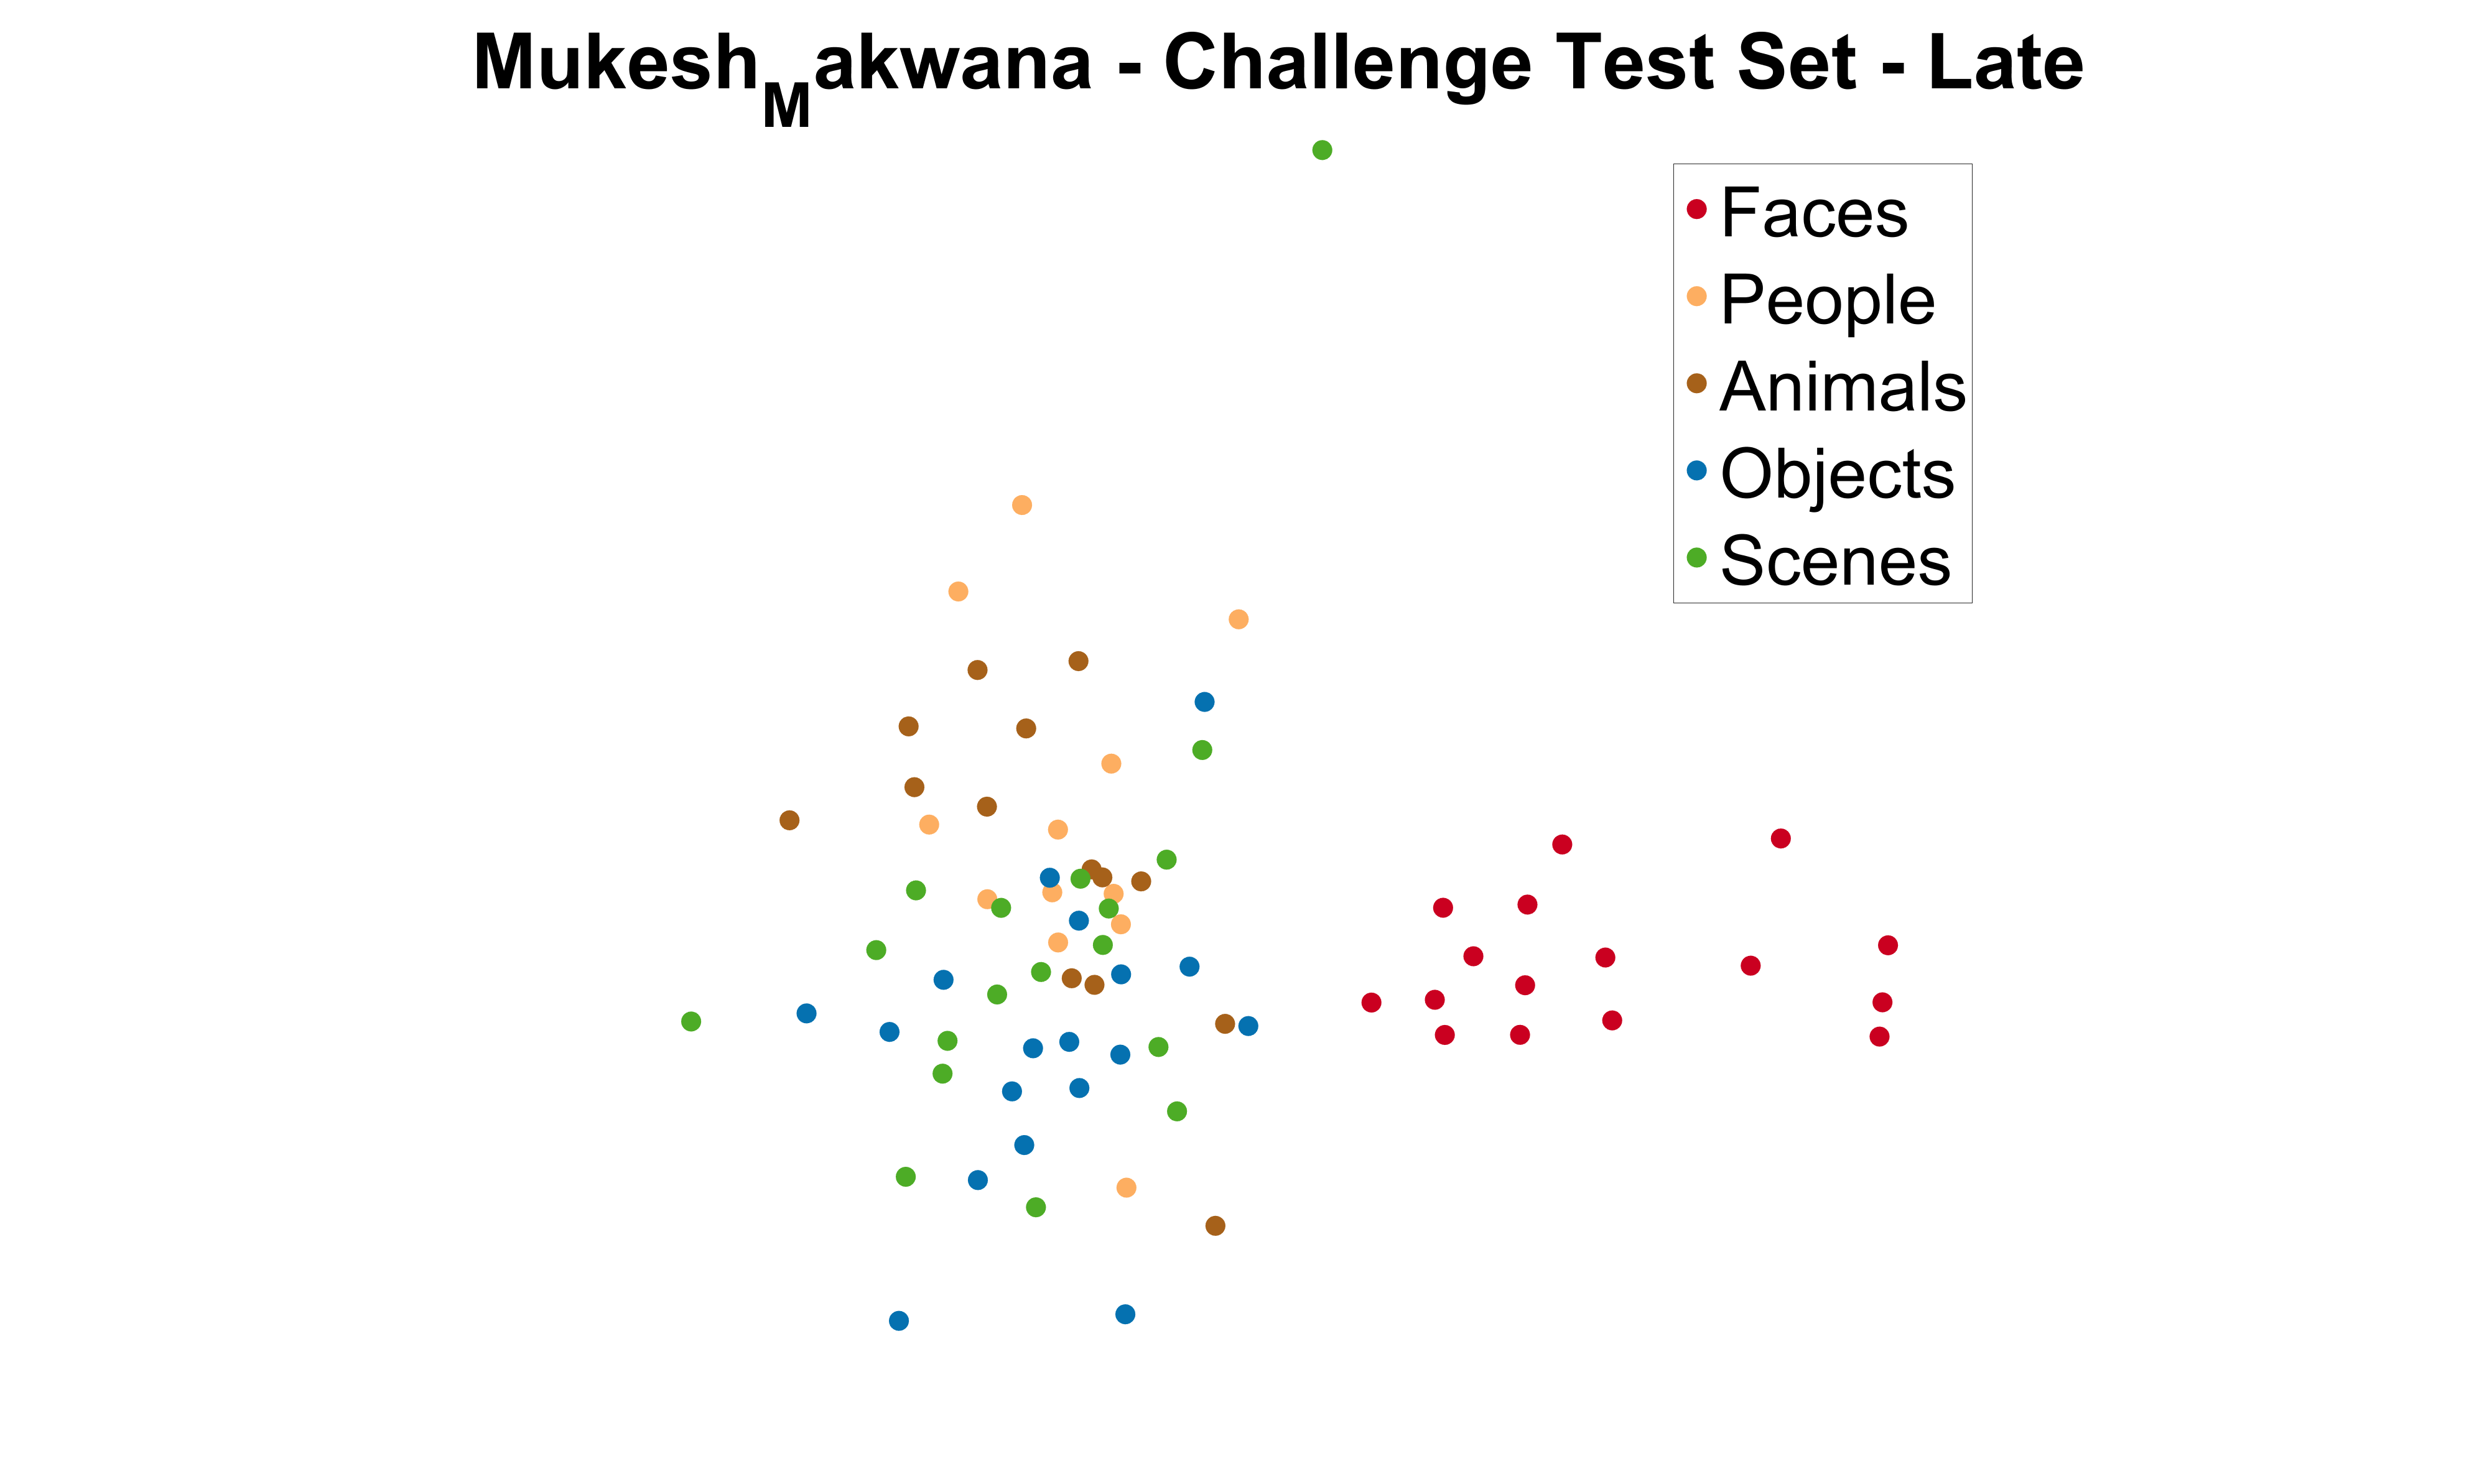 Mukesh_Makwana - Challenge Test Set - Late
Faces
People
Animals
Objects
Scenes